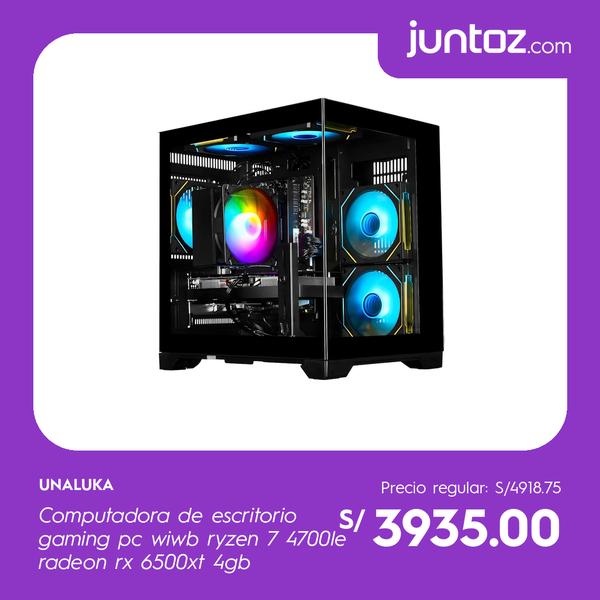 juntoz.com
UNALUKA
Computadora de escritorio
gaming pc wiwb ryzen 7 4700le
radeon rx 6500xt 4gb
Precio regular: S/4918.75
S/ 3935.00